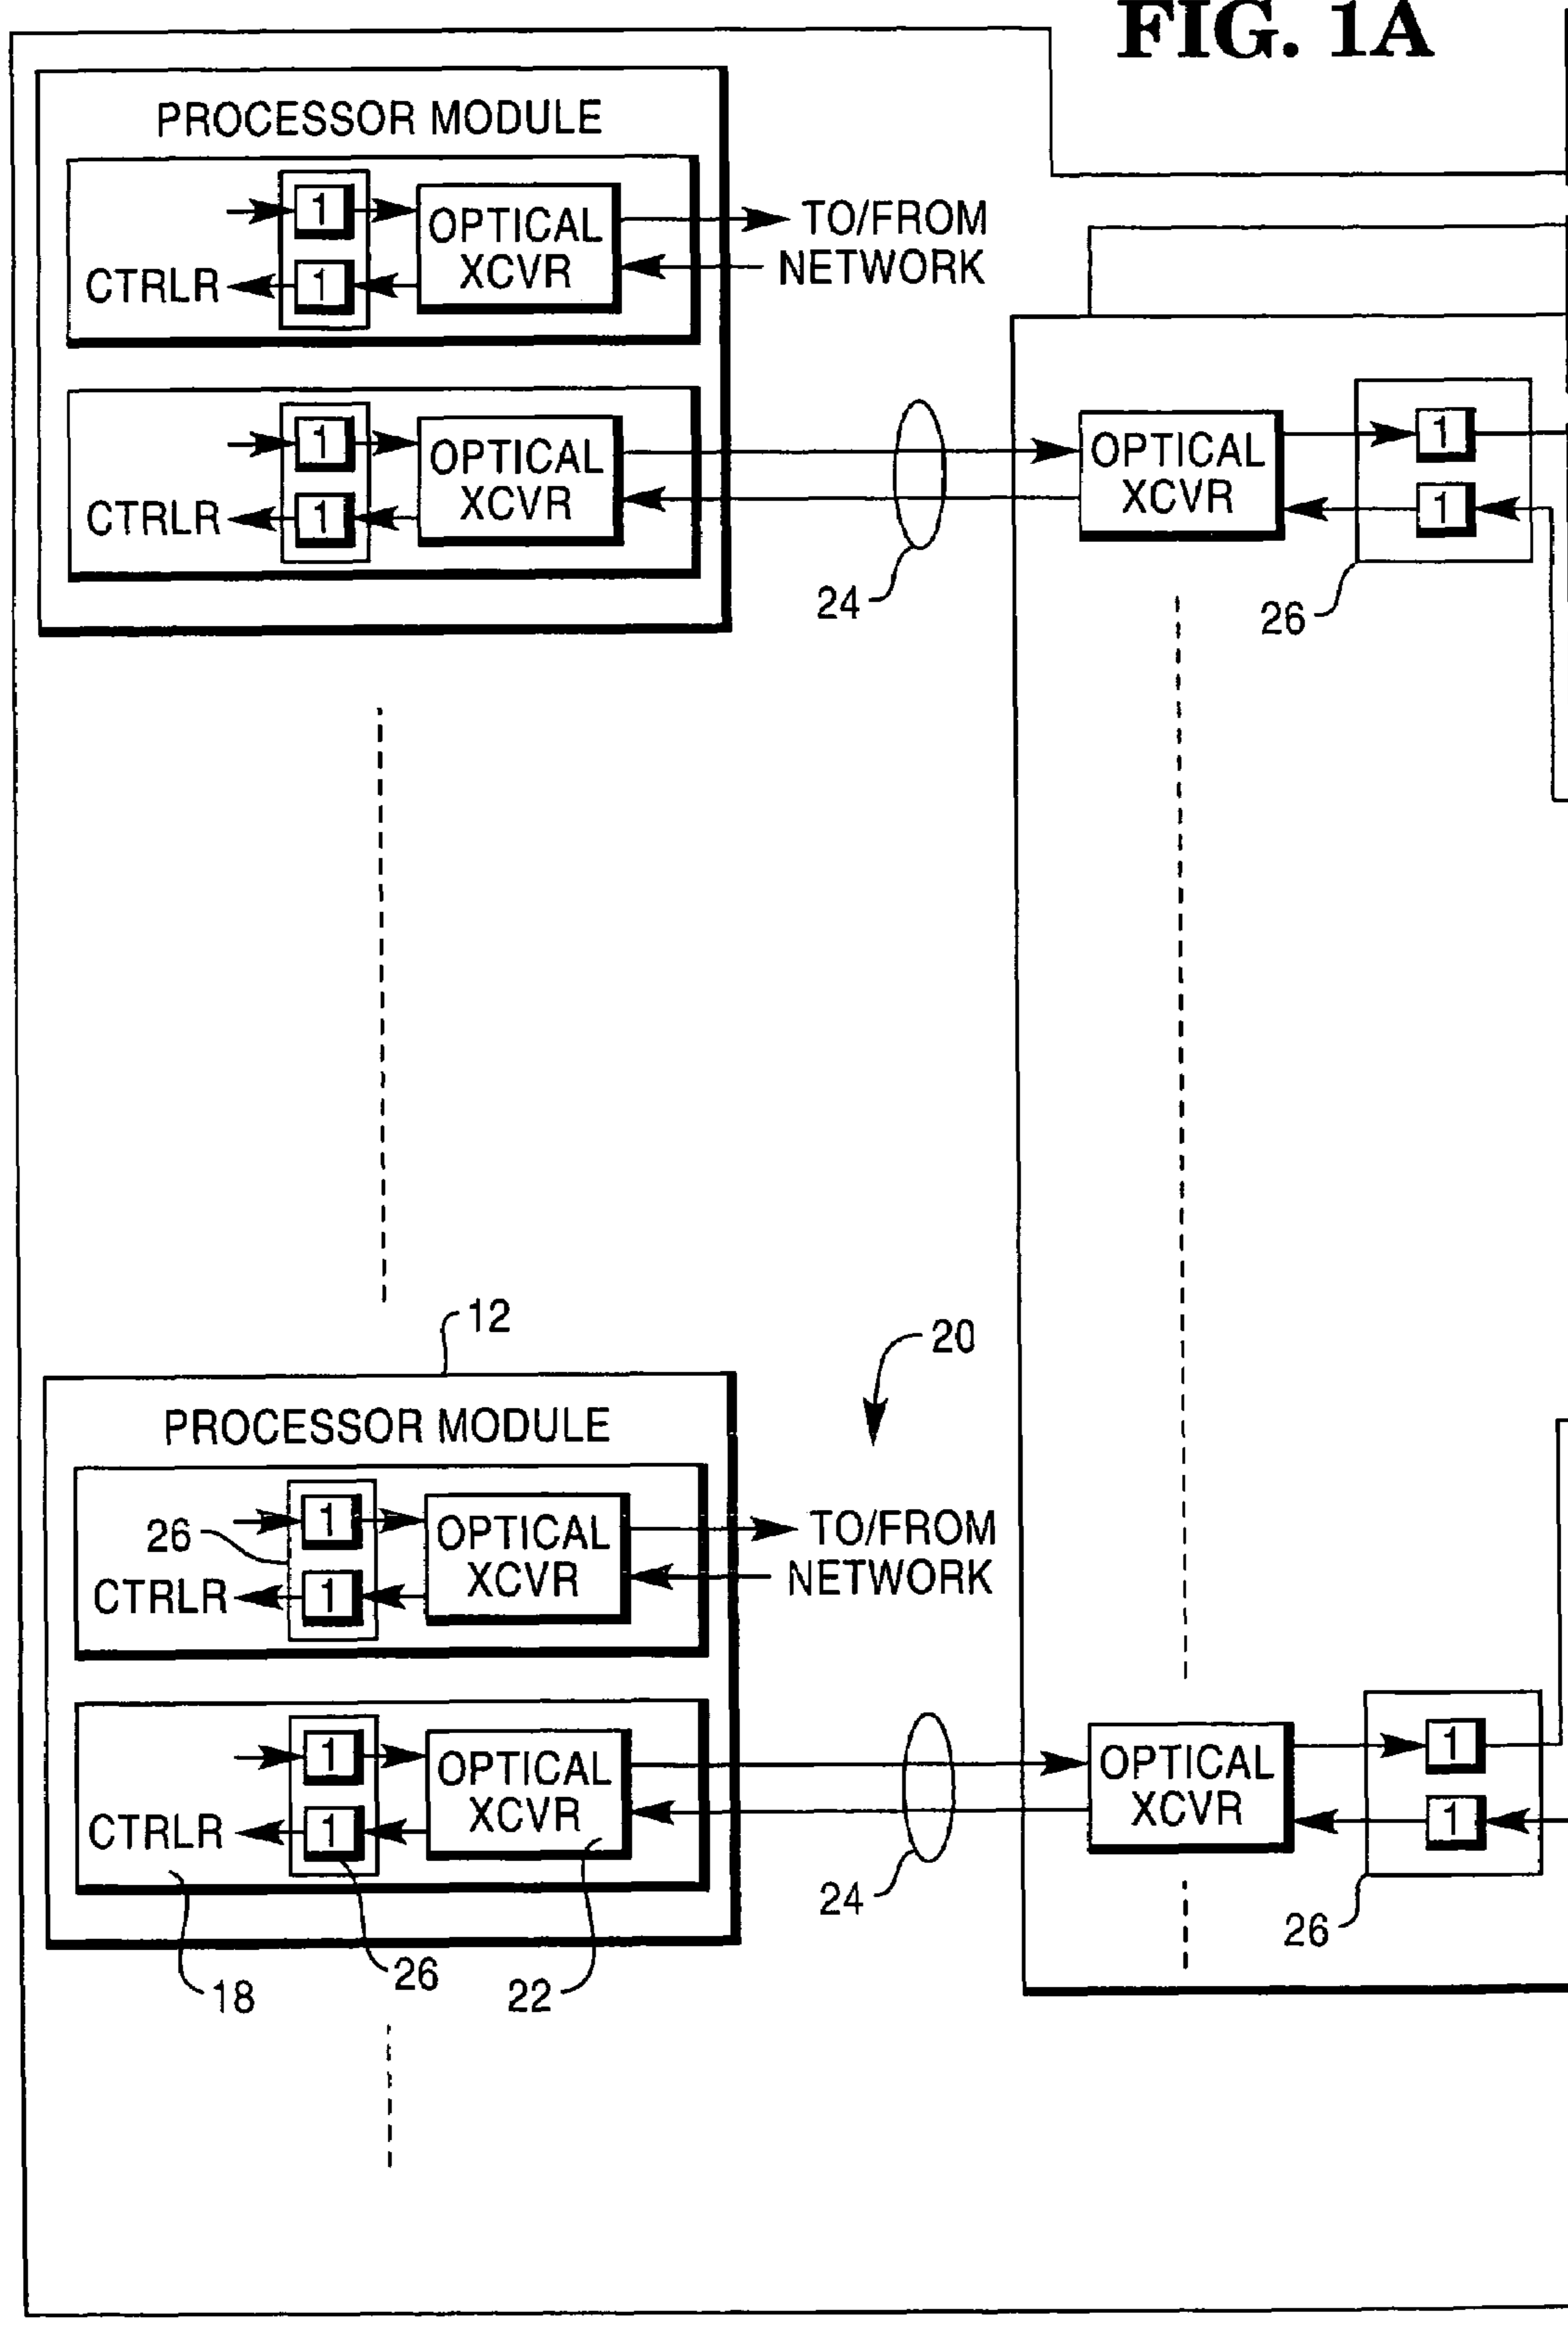 FIG. 1A
PROCESSOR MODULE
1
OPTICAL
XCVR
CTRLR
1
TO/FROM
NETWORK
1
OPTICAL
XCVR
CTRLR
1
24
OPTICAL
XCVR
1
1
26
12
20
PROCESSOR MODULE
26
1
OPTICAL
XCVR
CTRLR
1
TO/FROM
NETWORK
1
OPTICAL
XCVR
CTRLR
1
18
26
22
24
OPTICAL
XCVR
1
1
26